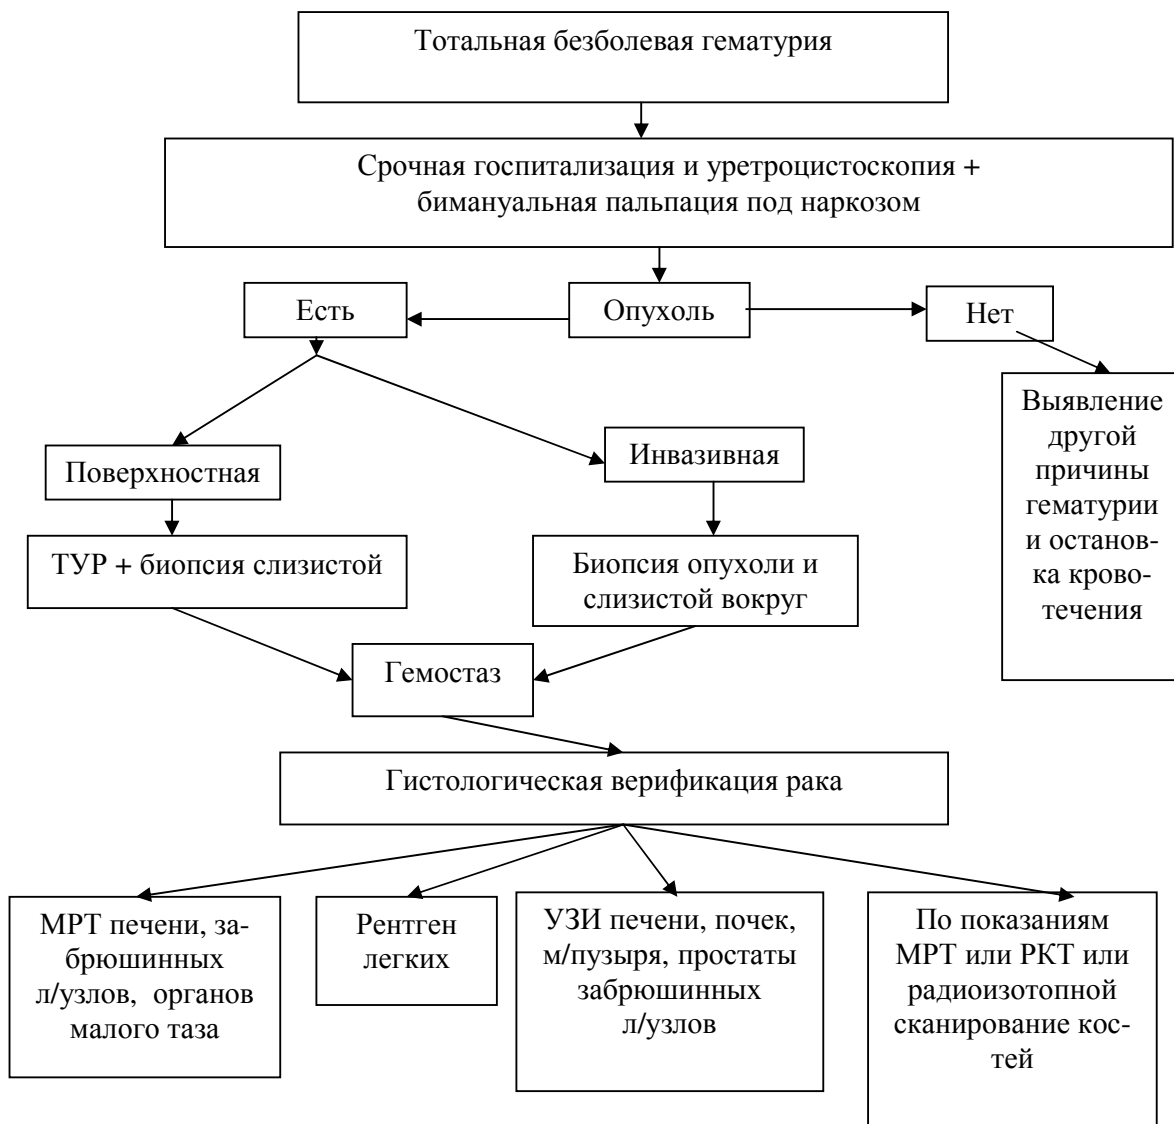 Тотальная безболевая гематурия
Срочная госпитализация и уретроцистоскопия +
бимануальная пальпация под наркозом
Есть
Опухоль
Нет
Выявление
другой
причины
гематурии
и останов-
ка крово-
течения
Поверхностная
Инвазивная
ТУР + биопсия слизистой
Биопсия опухоли и
слизистой вокруг
Гемостаз
Гистологическая верификация рака
МРТ печени, за-
брюшинных
л/узлов, органов
малого таза
Рентген
легких
УЗИ печени, почек,
м/пузыря, простаты
забрюшинных
л/узлов
По показаниям
МРТ или РКТ или
радиоизотопной
сканирование кос-
тей